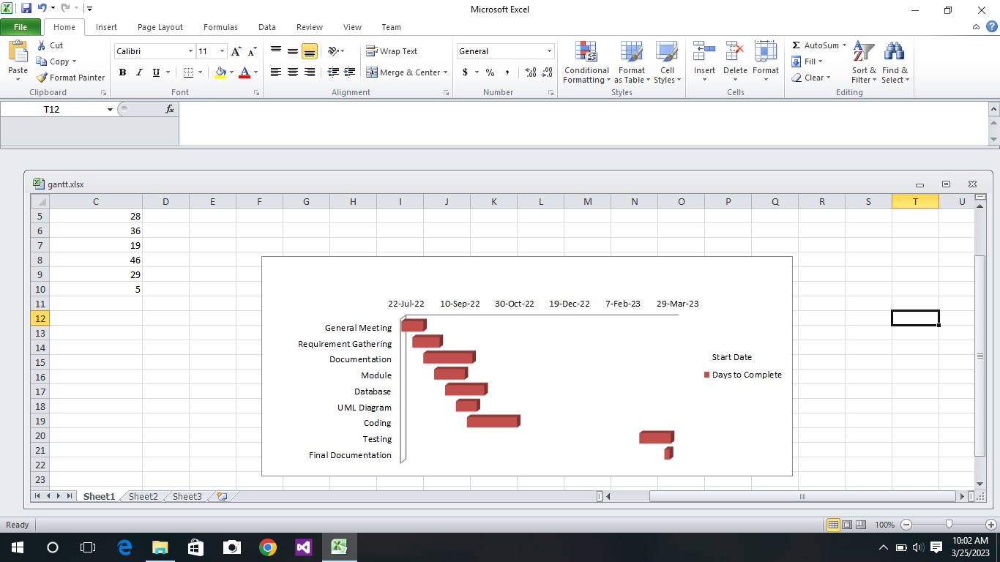 Microsoft Excel
File Home Insert Page Layout Formulas Data Review View Team
Cut
Copy
Format Painter
Paste
Clipboard
Calibri 11
B I U A
Font
Wrap Text
Merge & Center
Alignment
General
$ % ,
Number
Conditional Formatting
Format as Table
Cell Styles
Styles
Insert Delete Format
Cells
AutoSum
Fill
Clear
Sort & Filter
Find & Select
Editing
T12 fx
gantt.xlsx
C D E F G H I J K L M N O P Q R S T U
5 28
6 36
7 19
8 46
9 29
10 5
11
12
13
14
15
16
17
18
19
20
21
22
23
22-Jul-22 10-Sep-22 30-Oct-22 19-Dec-22 7-Feb-23 29-Mar-23
General Meeting
Requirement Gathering
Documentation
Module
Database
UML Diagram
Coding
Testing
Final Documentation
Start Date
Days to Complete
Sheet1 Sheet2 Sheet3
Ready 100%
10:02 AM
3/25/2023